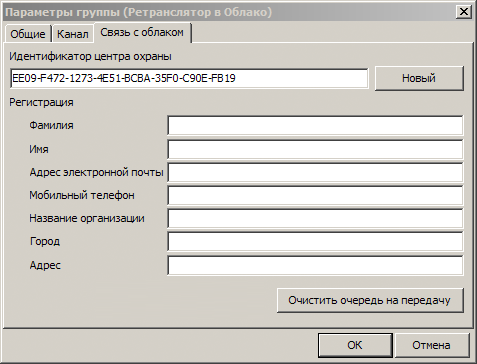 Параметры группы (Ретранслятор в Облако)
Общие Канал Связь с облаком
Идентификатор центра охраны
EE09-F472-1273-4E51-BCBA-35F0-C90E-FB19 Новый
Регистрация
Фамилия
Имя
Адрес электронной почты
Мобильный телефон
Название организации
Город
Адрес
Очистить очередь на передачу
ОК Отмена